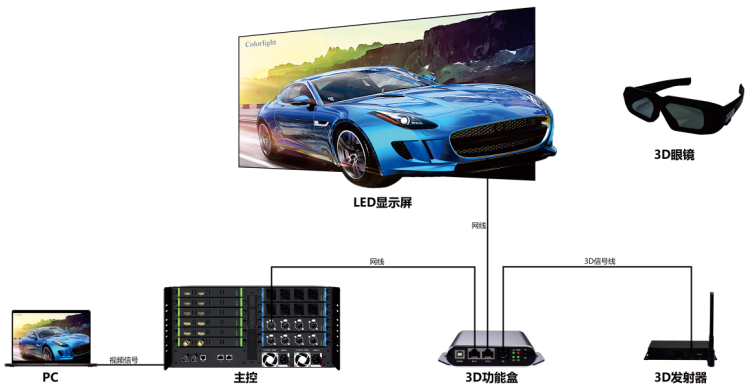 Colorlight
3D眼镜
LED显示屏
网线
网线
3D信号线
视频信号
PC
主控
3D功能盒
3D发射器